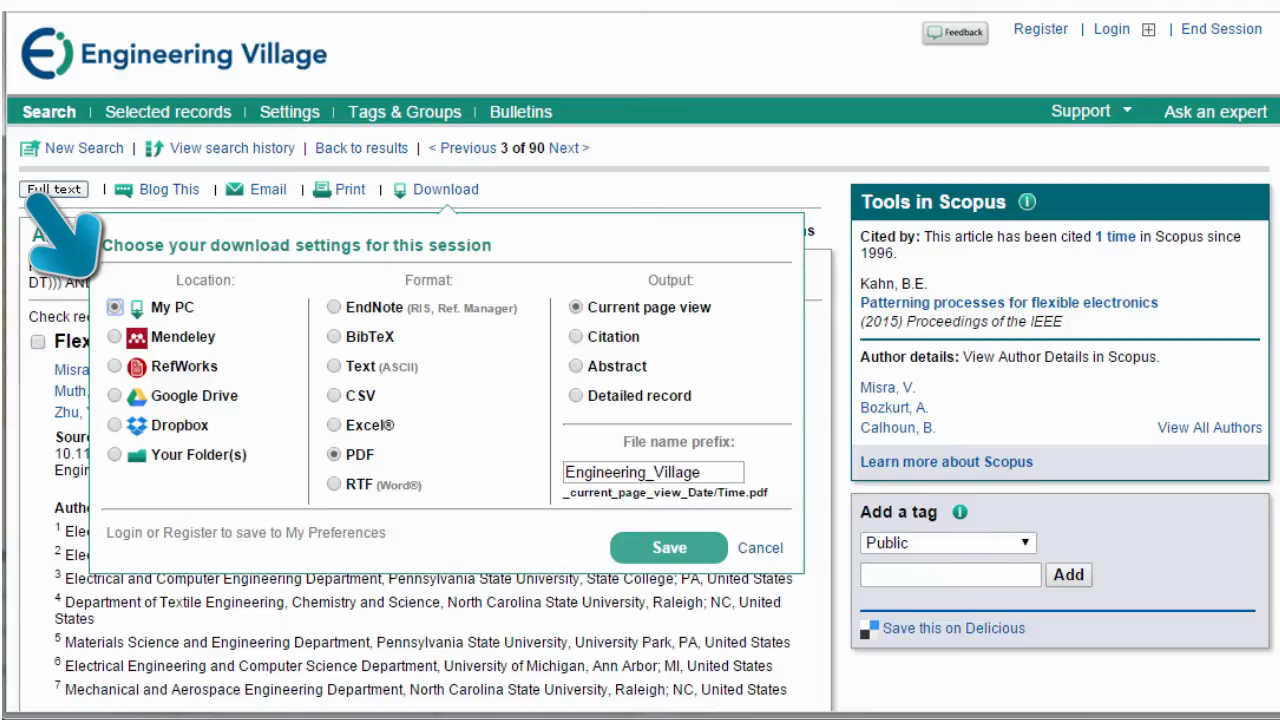 Engineering Village
Feedback
Register | Login | End Session
Search | Selected records | Settings | Tags & Groups | Bulletins
Support Ask an expert
New Search | View search history | Back to results | < Previous 3 of 90 Next >
Full text | Blog This | Email | Print | Download
Choose your download settings for this session
Location:
My PC
Mendeley
RefWorks
Google Drive
Dropbox
Your Folder(s)
Format:
EndNote (RIS, Ref. Manager)
BibTeX
Text (ASCII)
CSV
Excel®
PDF
RTF (Word®)
Output:
Current page view
Citation
Abstract
Detailed record
File name prefix:
Engineering_Village
_current_page_view_Date/Time.pdf
Login or Register to save to My Preferences
Save Cancel
DT))) AN
Check re
Flex
Misra
Muth,
Zhu,
Sour
10.11
Engir
Auth
1 Ele
2 Ele
3 Electrical and Computer Engineering Department, Pennsylvania State University, State College; PA, United States
4 Department of Textile Engineering, Chemistry and Science, North Carolina State University, Raleigh; NC, United
States
5 Materials Science and Engineering Department, Pennsylvania State University, University Park, PA, United States
6 Electrical Engineering and Computer Science Department, University of Michigan, Ann Arbor; MI, United States
7 Mechanical and Aerospace Engineering Department, North Carolina State University, Raleigh; NC, United States
Tools in Scopus
Cited by: This article has been cited 1 time in Scopus since
1996.
Kahn, B.E.
Patterning processes for flexible electronics
(2015) Proceedings of the IEEE
Author details: View Author Details in Scopus.
Misra, V.
Bozkurt, A.
Calhoun, B.
View All Authors
Learn more about Scopus
Add a tag
Public
Add
Save this on Delicious